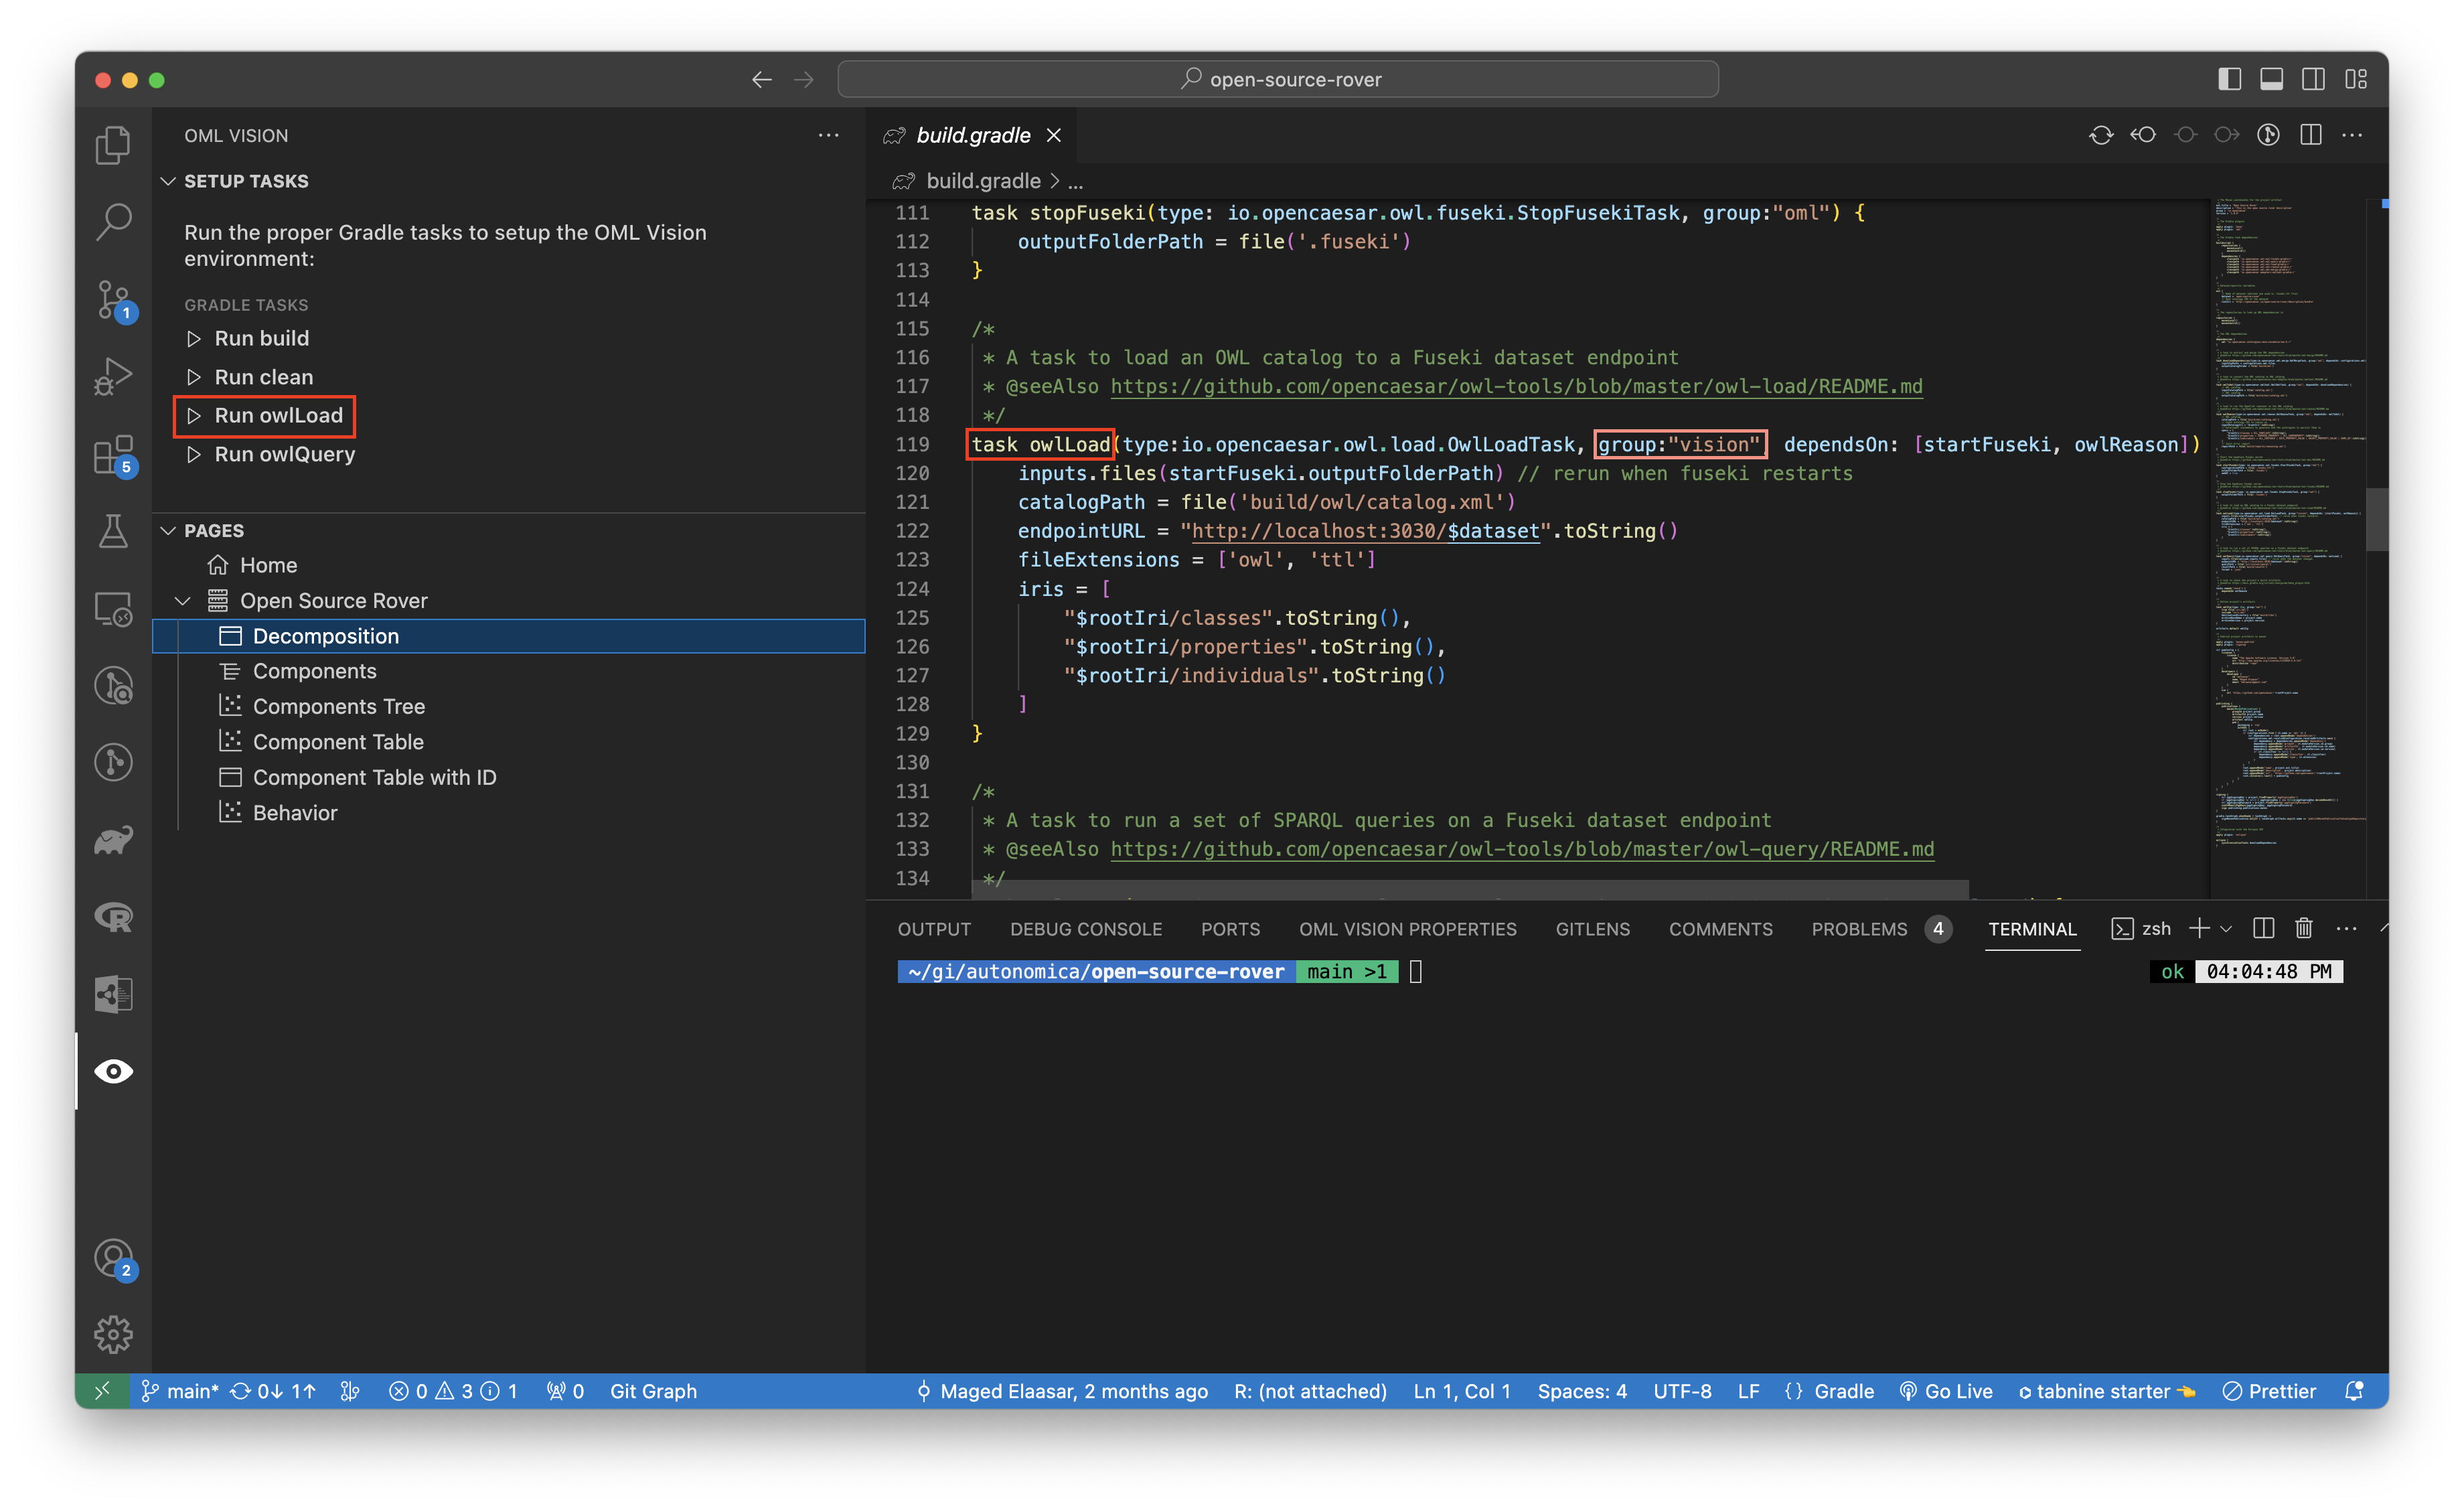 open-source-rover
OML VISION
SETUP TASKS
Run the proper Gradle tasks to setup the OML Vision
environment:
GRADLE TASKS
Run build
Run clean
Run owlLoad
Run owlQuery
PAGES
Home
Open Source Rover
Decomposition
Components
Components Tree
Component Table
Component Table with ID
Behavior
1
5
2
build.gradle
build.gradle > ...
111 task stopFuseki(type: io.opencaesar.owl.fuseki.StopFusekiTask, group:"oml") {
112 outputFolderPath = file('.fuseki')
113 }
114
115 /*
116 * A task to load an OWL catalog to a Fuseki dataset endpoint
117 * @seeAlso https://github.com/opencaesar/owl-tools/blob/master/owl-load/README.md
118 */
119 task owlLoad(type:io.opencaesar.owl.load.OwlLoadTask, group:"vision", dependsOn: [startFuseki, owlReason])
120 inputs.files(startFuseki.outputFolderPath) // rerun when fuseki restarts
121 catalogPath = file('build/owl/catalog.xml')
122 endpointURL = "http://localhost:3030/$dataset".toString()
123 fileExtensions = ['owl', 'ttl']
124 iris = [
125 "$rootIri/classes".toString(),
126 "$rootIri/properties".toString(),
127 "$rootIri/individuals".toString()
128 ]
129 }
130
131 /*
132 * A task to run a set of SPARQL queries on a Fuseki dataset endpoint
133 * @seeAlso https://github.com/opencaesar/owl-tools/blob/master/owl-query/README.md
134 */
OUTPUT DEBUG CONSOLE PORTS OML VISION PROPERTIES GITLENS COMMENTS PROBLEMS 4 TERMINAL zsh
~/gi/autonomica/open-source-rover main >1 ok 04:04:48 PM
main* 0↓ 1↑ 0 3 1 0 Git Graph Maged Elaasar, 2 months ago R: (not attached) Ln 1, Col 1 Spaces: 4 UTF-8 LF {} Gradle Go Live tabnine starter Prettier